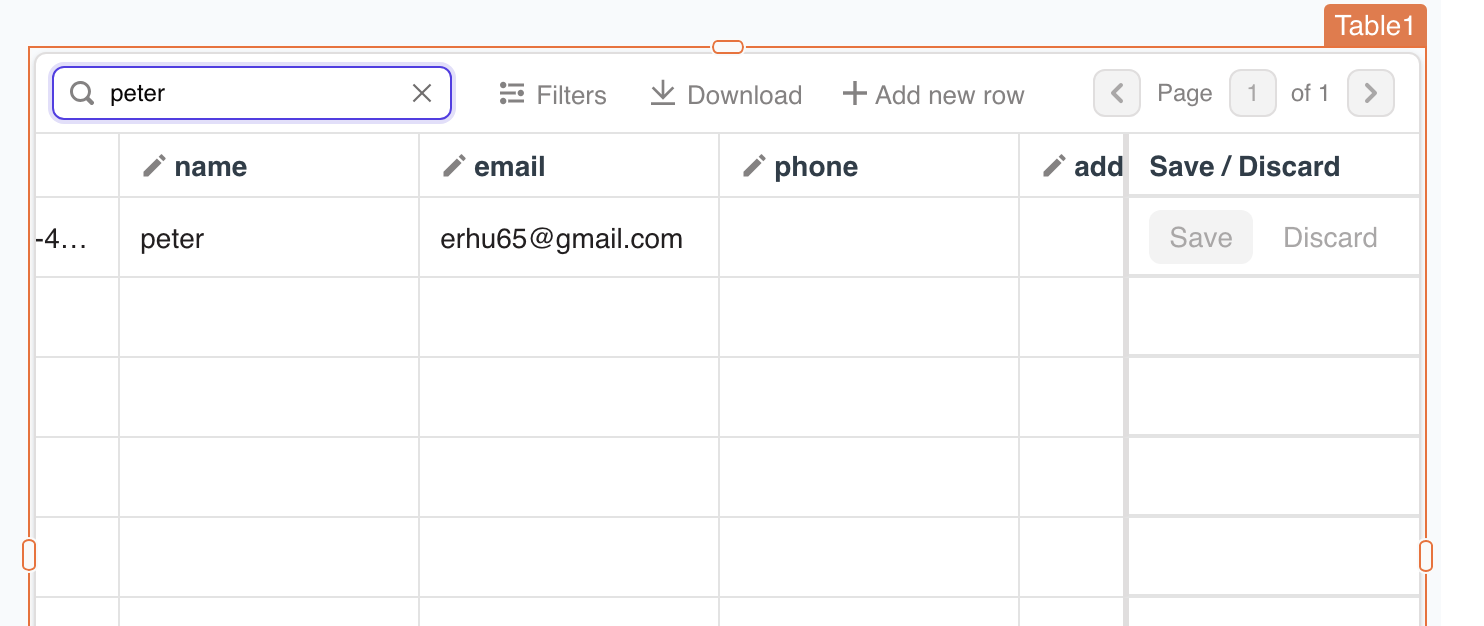 Table1
peter Filters Download Add new row Page 1 of 1
name email phone add Save / Discard
-4... peter erhu65@gmail.com Save Discard